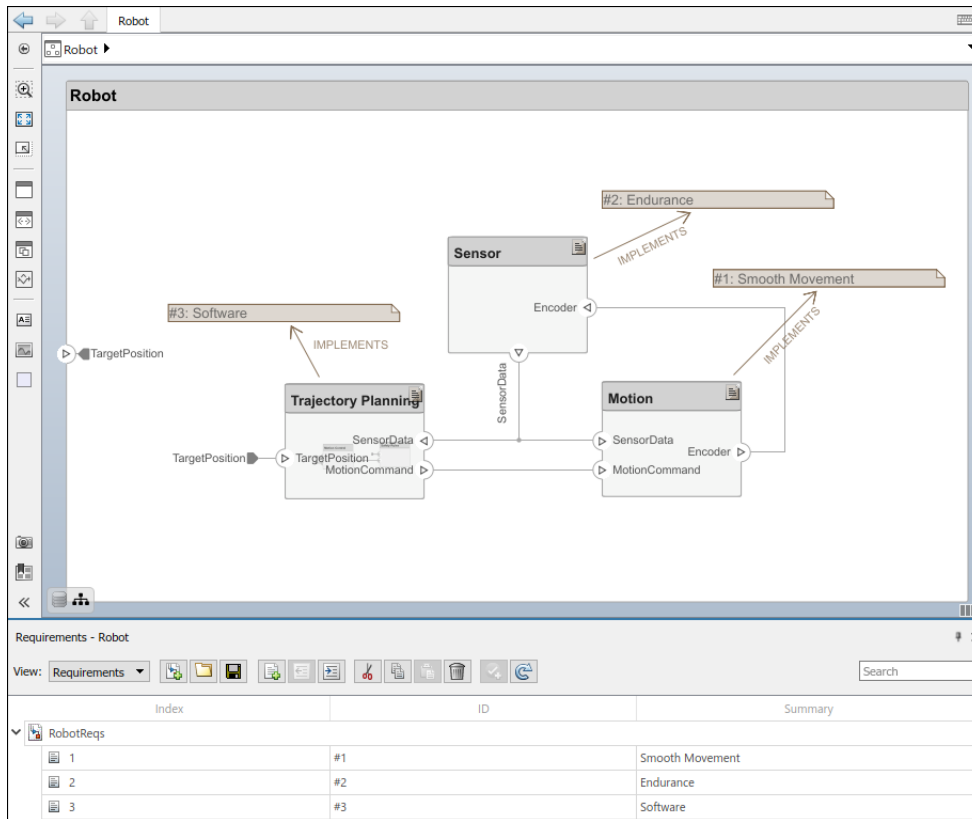 Robot
Robot
Robot
#2: Endurance
IMPLEMENTS
Sensor
#1: Smooth Movement
IMPLEMENTS
Encoder
#3: Software
IMPLEMENTS
TargetPosition
SensorData
Trajectory Planning
Motion
SensorData
SensorData
TargetPosition
TargetPosition
Encoder
MotionCommand
MotionCommand
Requirements - Robot
View: Requirements
Search
Index ID Summary
RobotReqs
1 #1 Smooth Movement
2 #2 Endurance
3 #3 Software